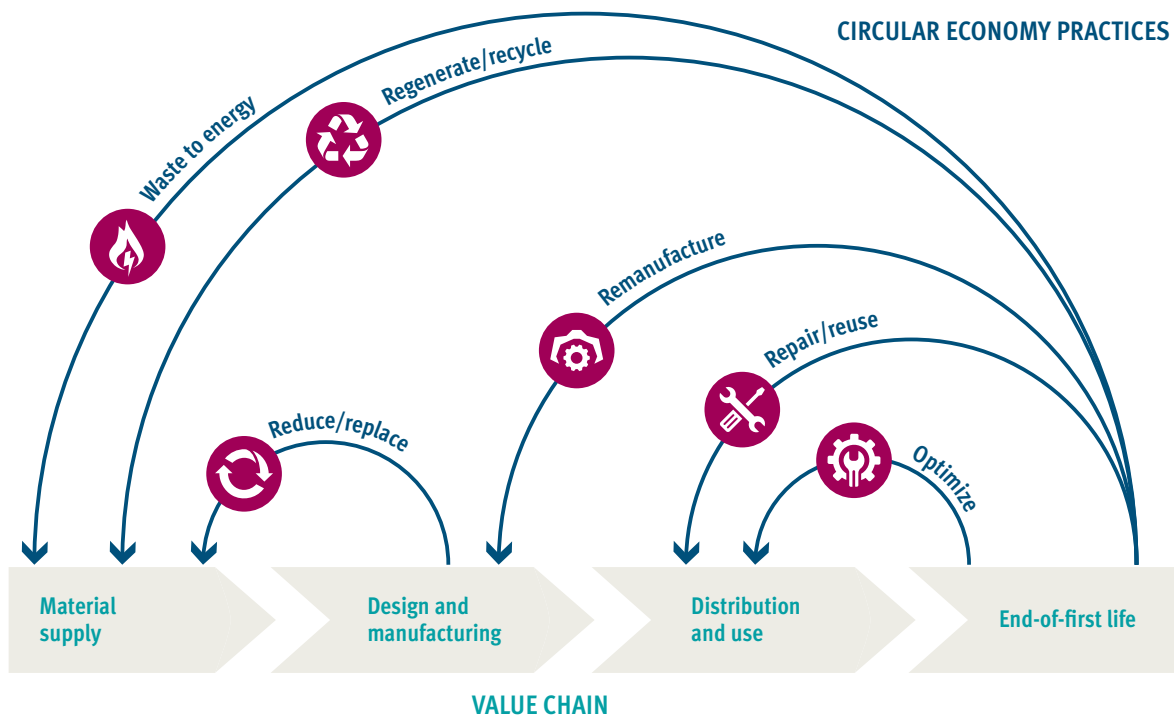 CIRCULAR ECONOMY PRACTICES
Waste to energy
Regenerate/recycle
Remanufacture
Repair/reuse
Reduce/replace
Optimize
Material
supply
Design and
manufacturing
Distribution
and use
End-of-first life
VALUE CHAIN